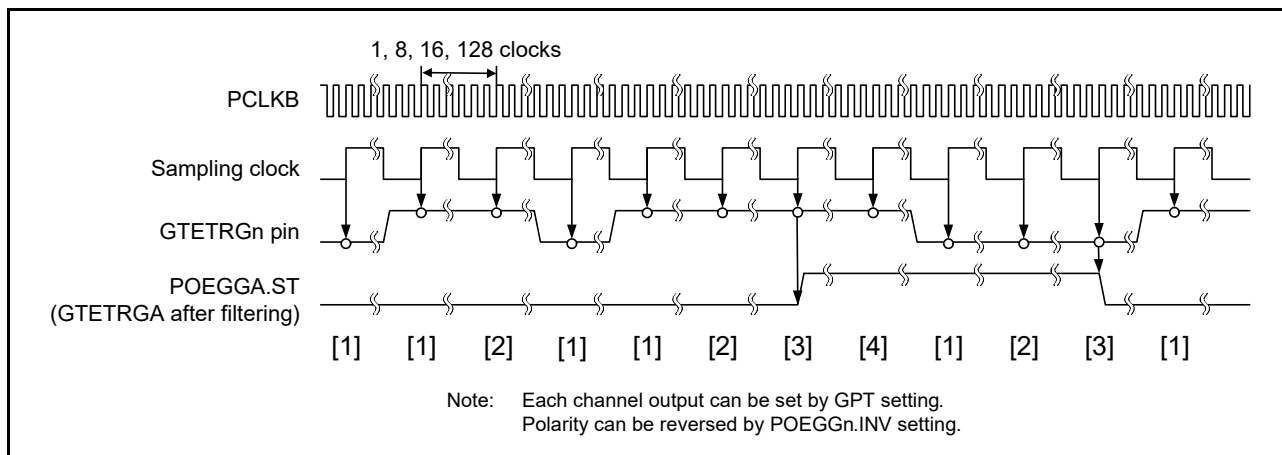 1, 8, 16, 128 clocks
PCLKB
Sampling clock
GTETRGn pin
POEGGA.ST
(GTETRGA after filtering)
[1] [1] [2] [1] [1] [2] [3] [4] [1] [2] [3] [1]
Note: Each channel output can be set by GPT setting.
Polarity can be reversed by POEGGn.INV setting.